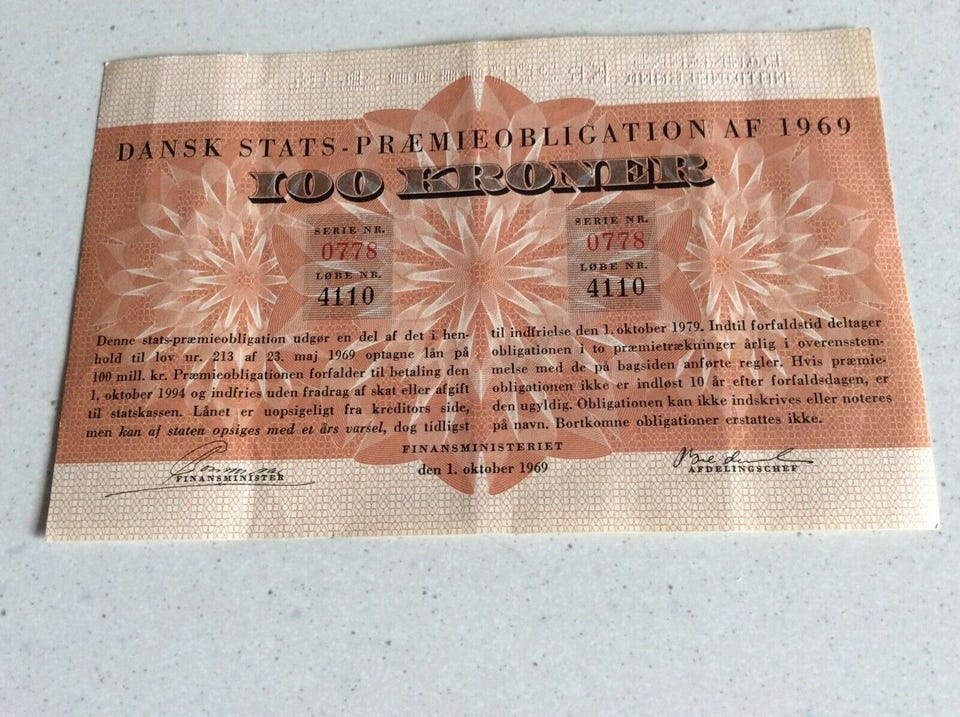 DANSK STATS-PRÆMIEOBLIGATION AF 1969
100 KRONER
SERIE NR.
0778
LØBE NR.
4110
SERIE NR.
0778
LØBE NR.
4110
Denne stats-præmieobligation udgør en del af det i hen-
hold til lov nr. 213 af 23. maj 1969 optagne lån på
100 mill. kr. Præmieobligationen forfalder til betaling den
1. oktober 1994 og indfries uden fradrag af skat eller afgift
til statskassen. Lånet er uopsigeligt fra kreditors side,
men kan af staten opsiges med et års varsel, dog tidligst
til indfrielse den 1. oktober 1979. Indtil forfaldstid deltager
obligationen i to præmietrækninger årlig i overensstem-
melse med de på bagsiden anførte regler. Hvis præmie-
obligationen ikke er indløst 10 år efter forfaldsdagen, er
den ugyldig. Obligationen kan ikke indskrives eller noteres
på navn. Bortkomne obligationer erstattes ikke.
FINANSMINISTERIET
den 1. oktober 1969
FINANSMINISTER
AFDELINGSCHEF